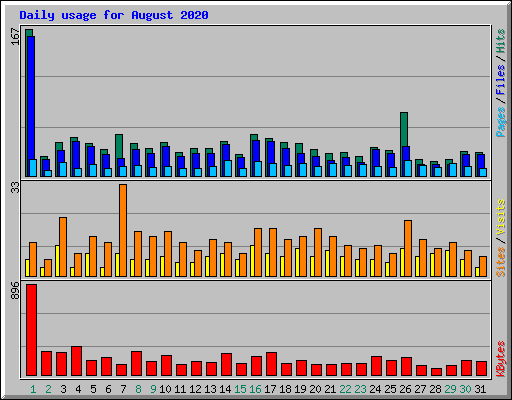 Daily usage for August 2020
167
Pages / Files / Hits
33
Sites / Visits
896
KBytes
1 2 3 4 5 6 7 8 9 10 11 12 13 14 15 16 17 18 19 20 21 22 23 24 25 26 27 28 29 30 31